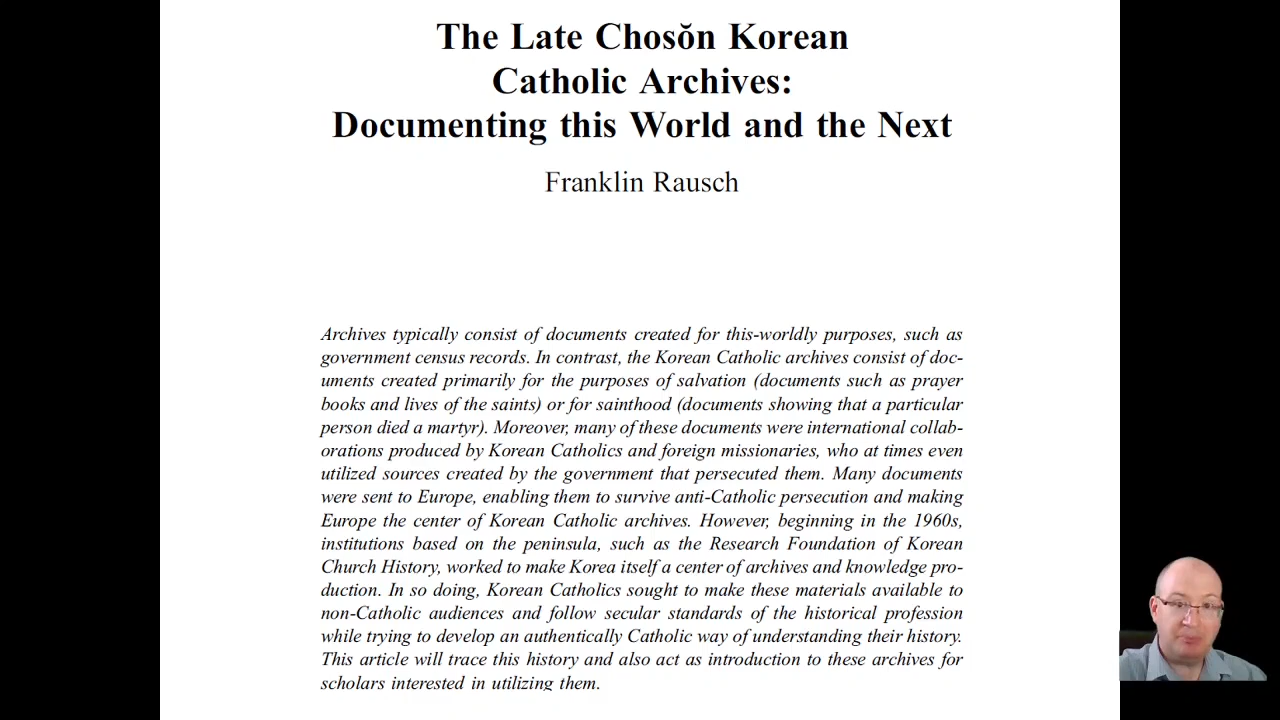 The Late Chosŏn Korean
Catholic Archives:
Documenting this World and the Next
Franklin Rausch
Archives typically consist of documents created for this-worldly purposes, such as
government census records. In contrast, the Korean Catholic archives consist of doc-
uments created primarily for the purposes of salvation (documents such as prayer
books and lives of the saints) or for sainthood (documents showing that a particular
person died a martyr). Moreover, many of these documents were international collab-
orations produced by Korean Catholics and foreign missionaries, who at times even
utilized sources created by the government that persecuted them. Many documents
were sent to Europe, enabling them to survive anti-Catholic persecution and making
Europe the center of Korean Catholic archives. However, beginning in the 1960s,
institutions based on the peninsula, such as the Research Foundation of Korean
Church History, worked to make Korea itself a center of archives and knowledge pro-
duction. In so doing, Korean Catholics sought to make these materials available to
non-Catholic audiences and follow secular standards of the historical profession
while trying to develop an authentically Catholic way of understanding their history.
This article will trace this history and also act as introduction to these archives for
scholars interested in utilizing them.